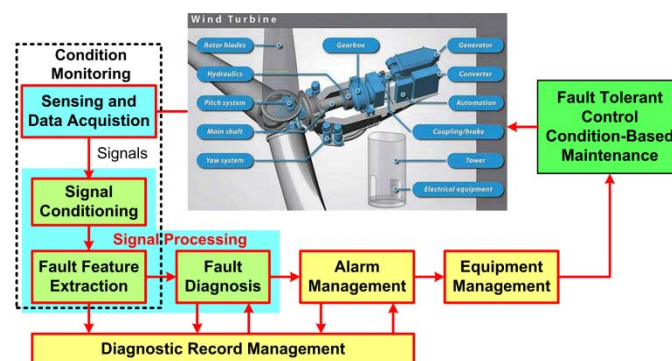 Wind Turbine
Condition
Monitoring
Rotor blades
Gearbox
Generator
Hydraulics
Converter
Sensing and
Data Acquistion
Pitch system
Automation
Fault Tolerant
Control
Condition-Based
Maintenance
Main shaft
Coupling/brake
Signals
Yaw system
Tower
Electrical equipment
Signal
Conditioning
Signal Processing
Fault Feature
Extraction
Fault
Diagnosis
Alarm
Management
Equipment
Management
Diagnostic Record Management